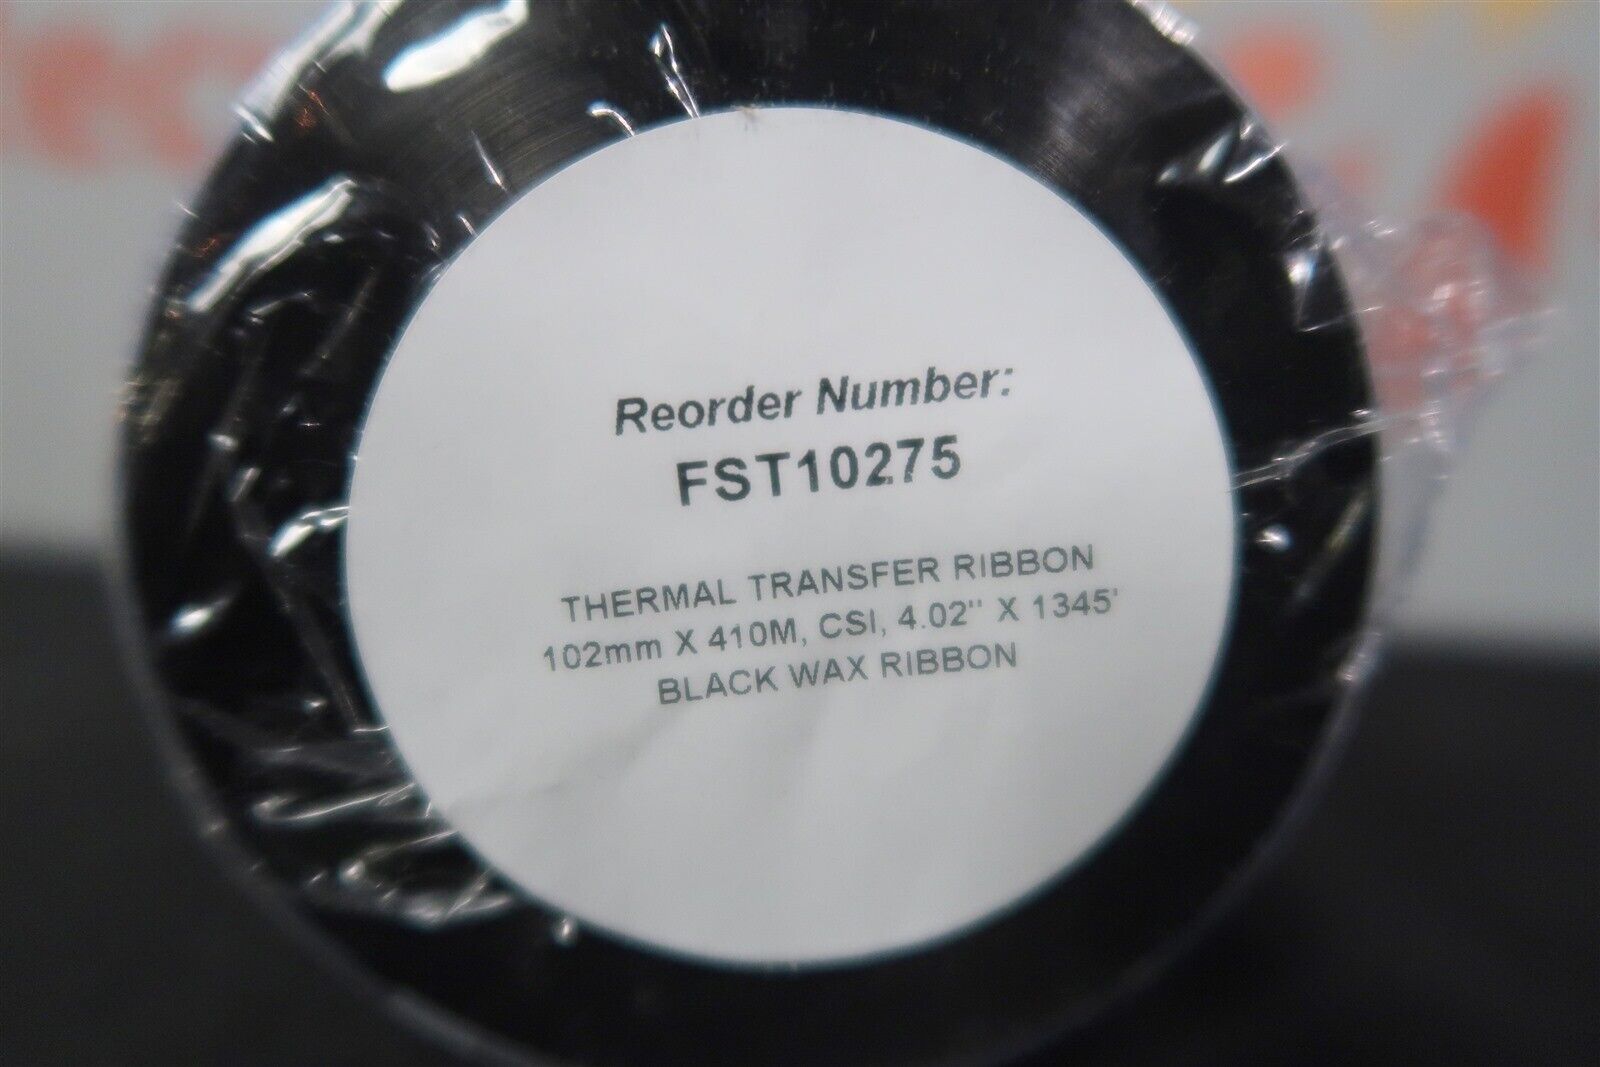 Reorder Number:
FST10275
THERMAL TRANSFER RIBBON
102mm X 410M, CSI, 4.02" X 1345'
BLACK WAX RIBBON